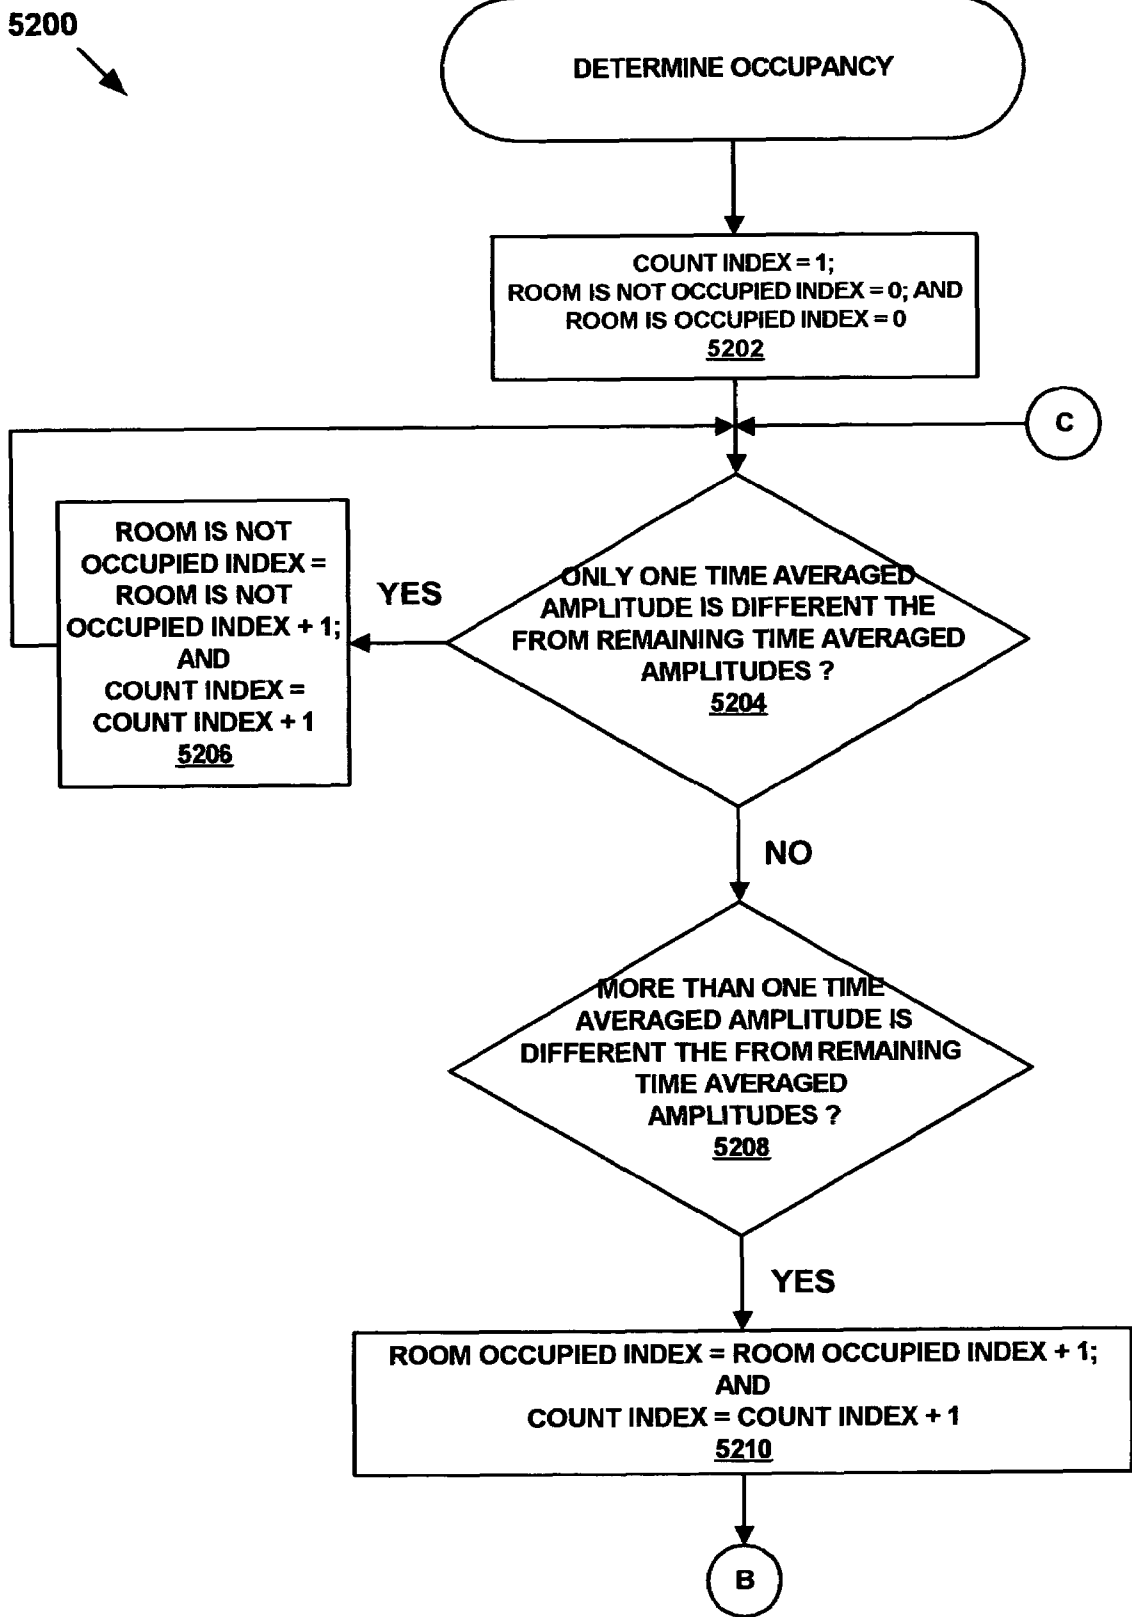 5200
DETERMINE OCCUPANCY
COUNT INDEX = 1;
ROOM IS NOT OCCUPIED INDEX = 0; AND
ROOM IS OCCUPIED INDEX = 0
5202
C
ROOM IS NOT
OCCUPIED INDEX =
ROOM IS NOT
OCCUPIED INDEX + 1;
AND
COUNT INDEX =
COUNT INDEX + 1
5206
YES
ONLY ONE TIME AVERAGED
AMPLITUDE IS DIFFERENT THE
FROM REMAINING TIME AVERAGED
AMPLITUDES ?
5204
NO
MORE THAN ONE TIME
AVERAGED AMPLITUDE IS
DIFFERENT THE FROM REMAINING
TIME AVERAGED
AMPLITUDES ?
5208
YES
ROOM OCCUPIED INDEX = ROOM OCCUPIED INDEX + 1;
AND
COUNT INDEX = COUNT INDEX + 1
5210
B